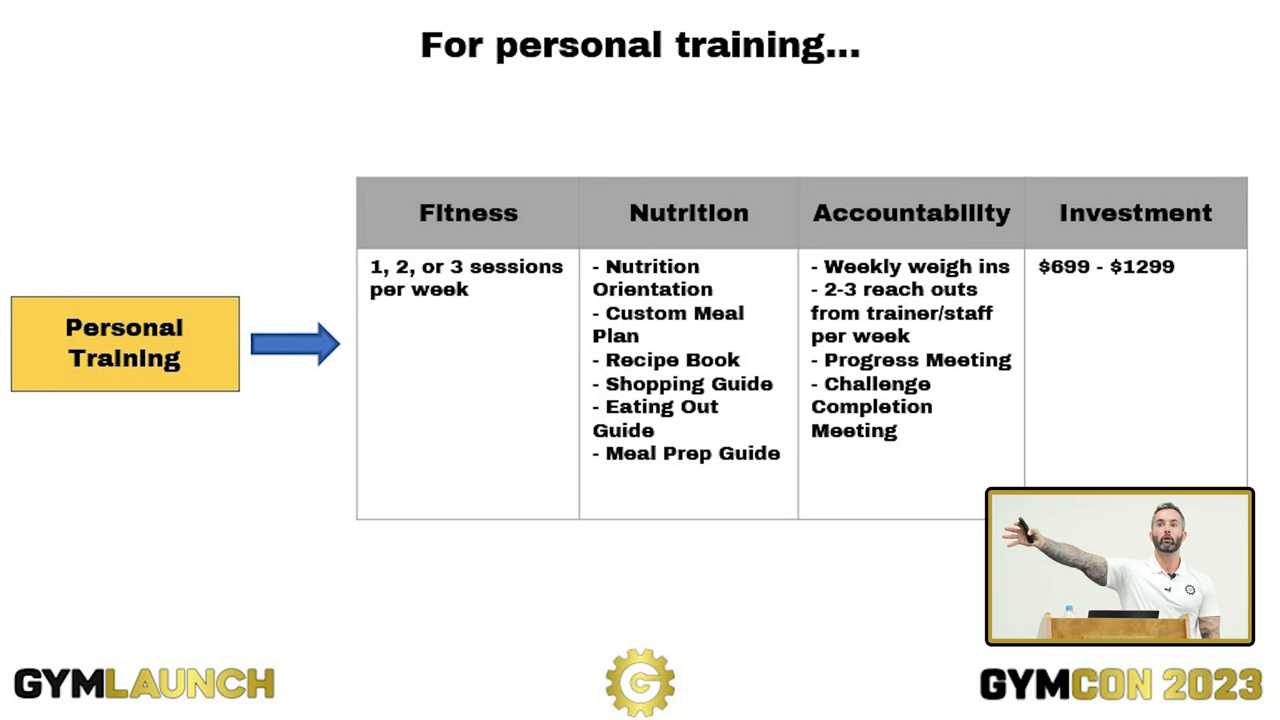 For personal training...
Fitness
Nutrition
Accountability
Investment
Personal
Training
1, 2, or 3 sessions
per week
- Nutrition
Orientation
- Custom Meal
Plan
- Recipe Book
- Shopping Guide
- Eating Out
Guide
- Meal Prep Guide
- Weekly weigh ins
- 2-3 reach outs
from trainer/staff
per week
- Progress Meeting
- Challenge
Completion
Meeting
$699 - $1299
GYMLAUNCH
G
GYMCON 2023